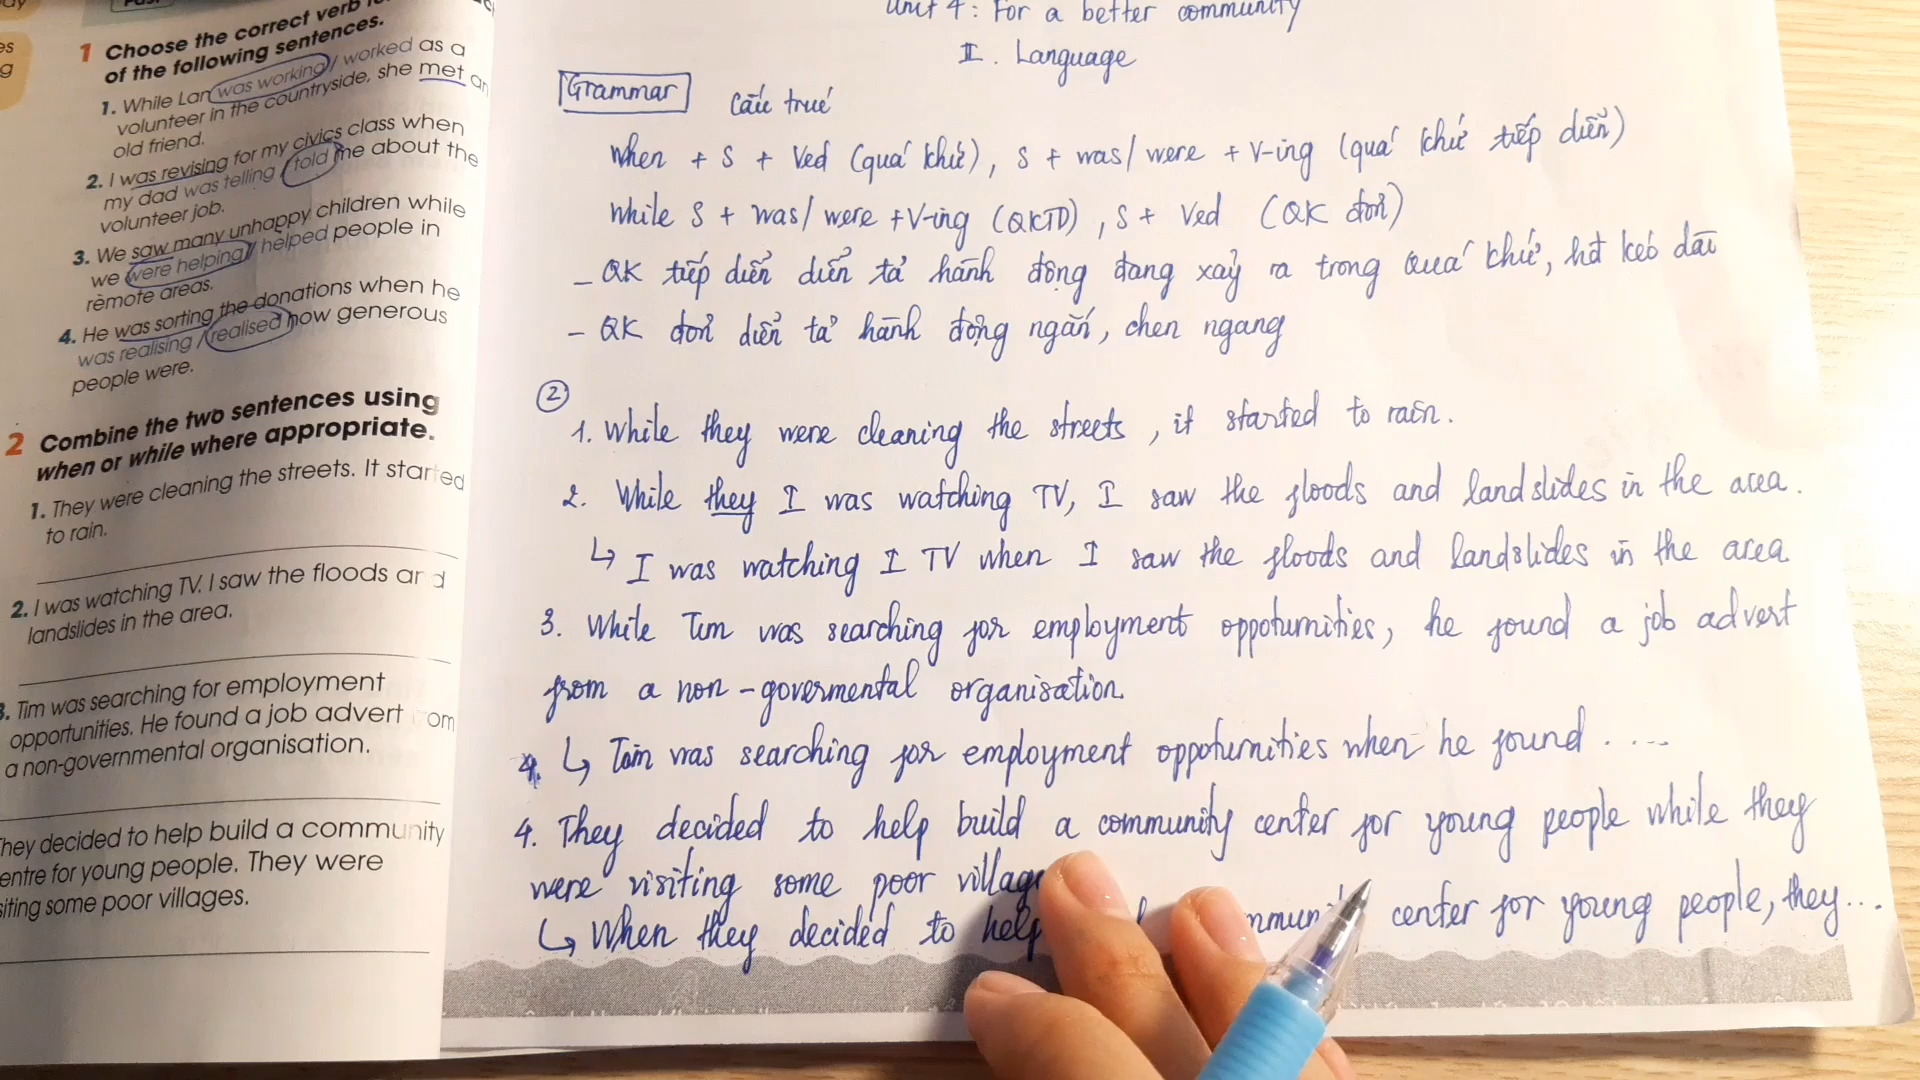 1 Choose the correct verb
of the following sentences.
1. While Lan was working / worked as a
volunteer in the countryside, she met an
old friend.
2. I was revising for my civics class when
my dad was telling / told me about the
volunteer job.
3. We saw many unhappy children while
we were helping / helped people in
remote areas.
4. He was sorting the donations when he
was realising / realised how generous
people were.
2 Combine the two sentences using
when or while where appropriate.
1. They were cleaning the streets. It started
to rain.
2. I was watching TV. I saw the floods and
landslides in the area.
3. Tim was searching for employment
opportunities. He found a job advert from
a non-governmental organisation.
They decided to help build a community
centre for young people. They were
visiting some poor villages.
Unit 4: For a better community
II. Language
Grammar Cấu trúc
When + S + Ved (quá khứ), S + was/were + V-ing (quá khứ tiếp diễn)
While S + was/were + V-ing (QKTD), S + Ved (QK đơn)
- QK tiếp diễn diễn tả hành động đang xảy ra trong quá khứ, hđ kéo dài
- QK đơn diễn tả hành động ngắn, chen ngang
2
1. While they were cleaning the streets, it started to rain.
2. While they I was watching TV, I saw the floods and landslides in the area.
↳ I was watching I TV when I saw the floods and landslides in the area
3. While Tim was searching for employment oppoturnities, he found a job advert
from a non-govermental organisation.
4. ↳ Tim was searching for employment oppoturnities when he found ....
4. They decided to help build a community center for young people while they
were visiting some poor village
↳ When they decided to help center for young people, they...